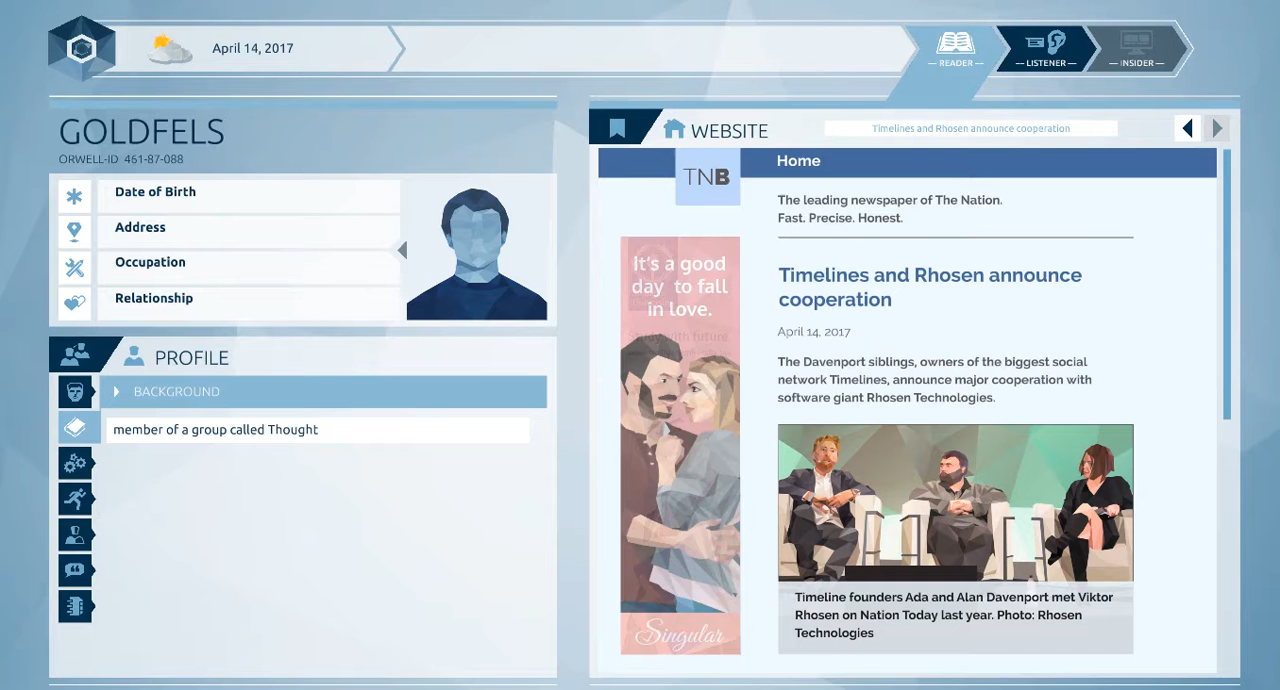 April 14, 2017
— READER —
— LISTENER —
— INSIDER —
GOLDFELS
ORWELL-ID 461-87-088
Date of Birth
Address
Occupation
Relationship
PROFILE
BACKGROUND
member of a group called Thought
WEBSITE
Timelines and Rhosen announce cooperation
TNB
Home
The leading newspaper of The Nation.
Fast. Precise. Honest.
It's a good
day to fall
in love.
Singular
Timelines and Rhosen announce
cooperation
April 14, 2017
The Davenport siblings, owners of the biggest social
network Timelines, announce major cooperation with
software giant Rhosen Technologies.
Timeline founders Ada and Alan Davenport met Viktor
Rhosen on Nation Today last year. Photo: Rhosen
Technologies